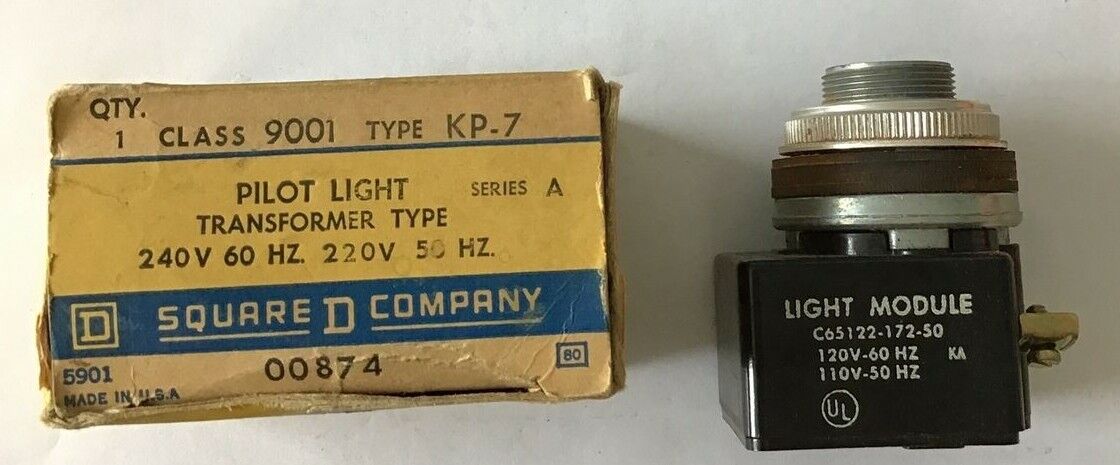 QTY.
1 CLASS 9001 TYPE KP-7
PILOT LIGHT SERIES A
TRANSFORMER TYPE
240V 60 HZ. 220V 50 HZ.
D SQUARE D COMPANY
5901 00874 80
MADE IN U.S.A
LIGHT MODULE
C65122-172-50
120V-60 HZ KA
110V-50 HZ
UL